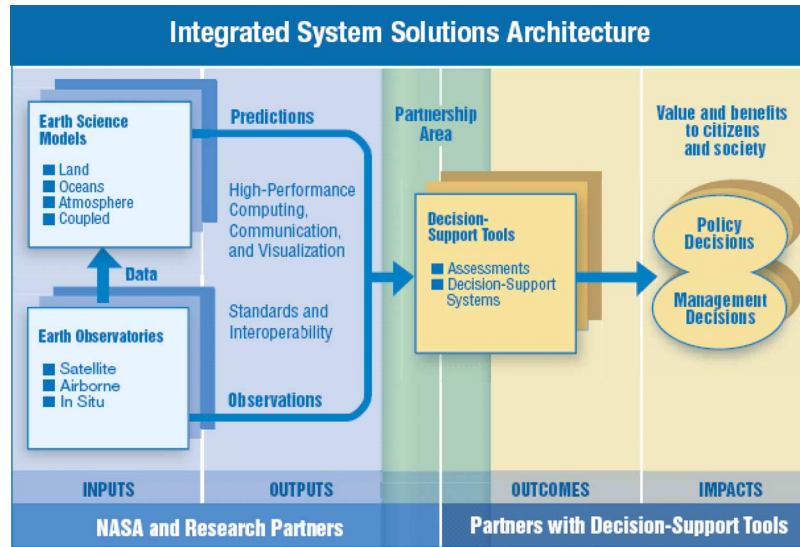 Integrated System Solutions Architecture
Earth Science
Models
Land
Oceans
Atmosphere
Coupled
Data
Earth Observatories
Satellite
Airborne
In Situ
Predictions
High-Performance
Computing,
Communication,
and Visualization
Standards and
Interoperability
Observations
Partnership
Area
Decision-
Support Tools
Assessments
Decision-Support
Systems
Value and benefits
to citizens
and society
Policy
Decisions
Management
Decisions
INPUTS
OUTPUTS
OUTCOMES
IMPACTS
NASA and Research Partners
Partners with Decision-Support Tools